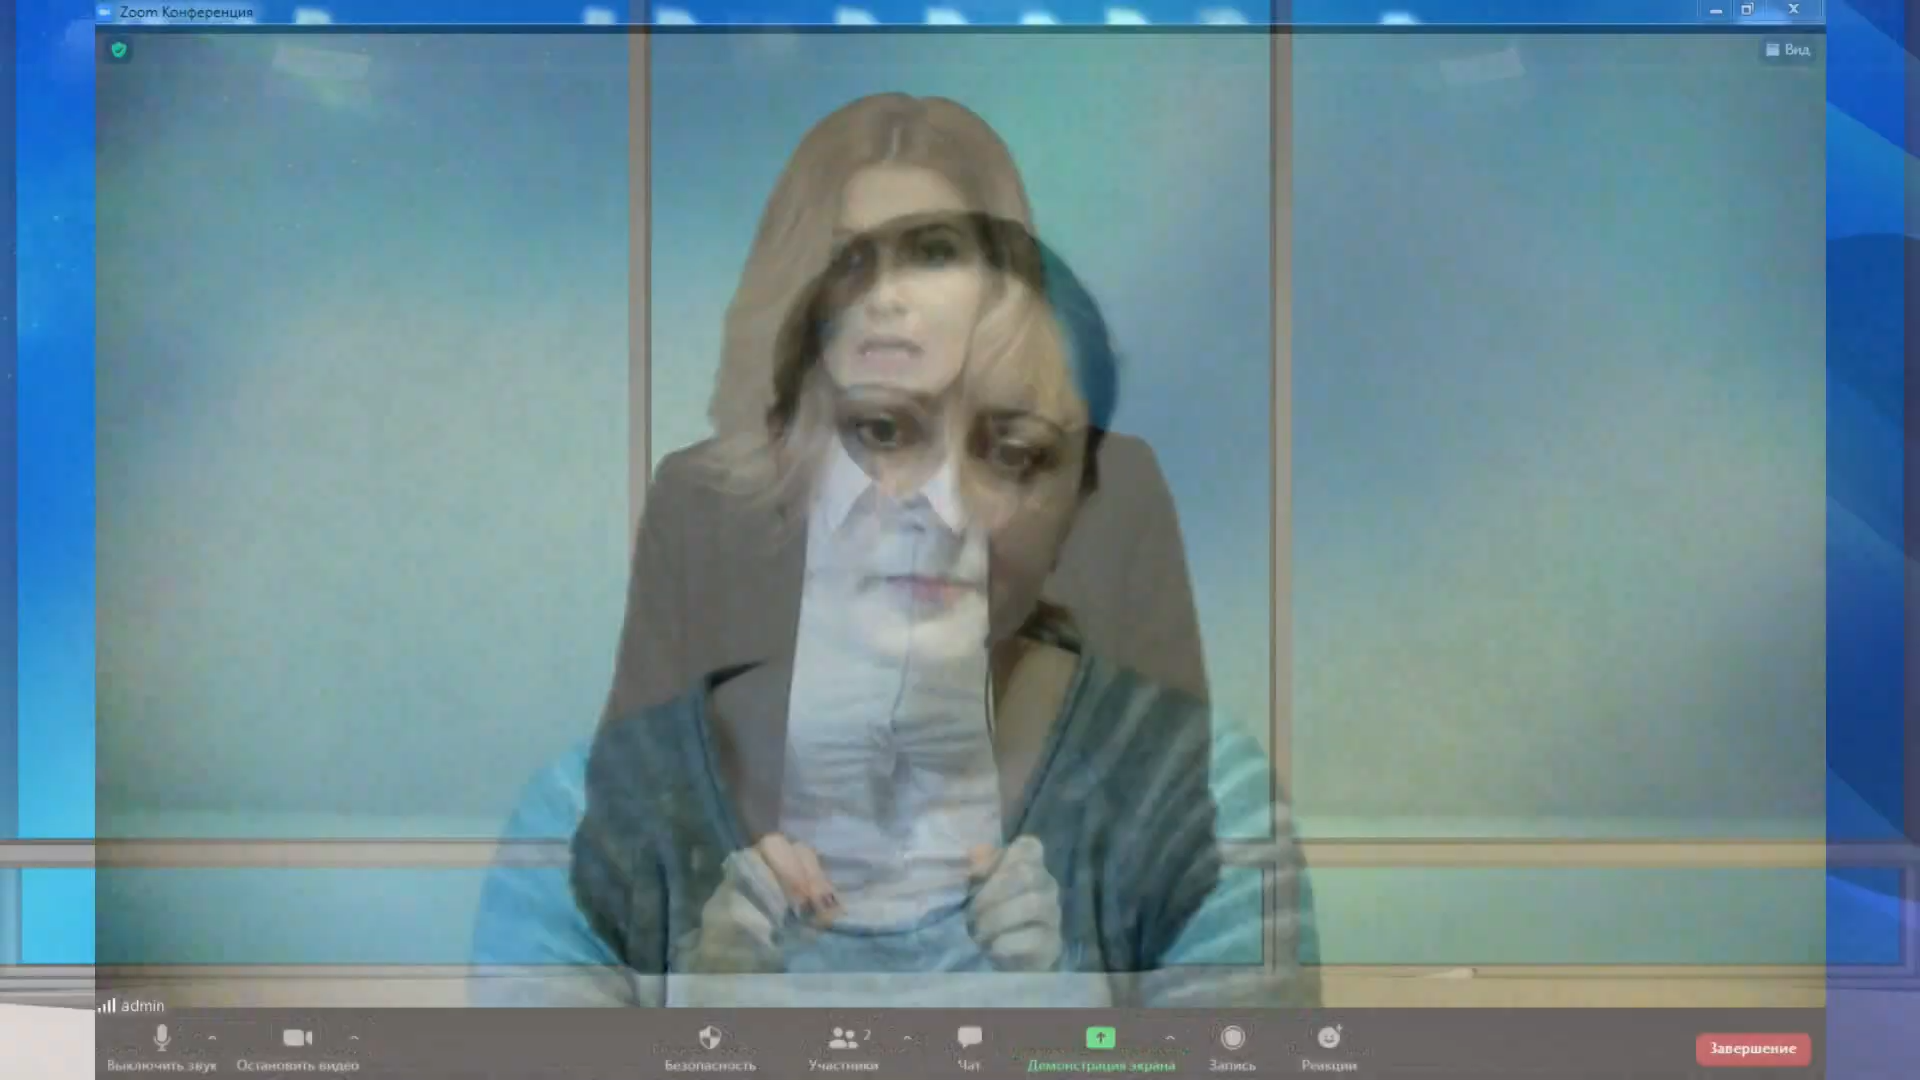 Zoom Конференция
Вид
admin
Выключить звук
Остановить видео
Безопасность
Участники
2
Чат
Демонстрация экрана
Запись
Реакции
Завершение